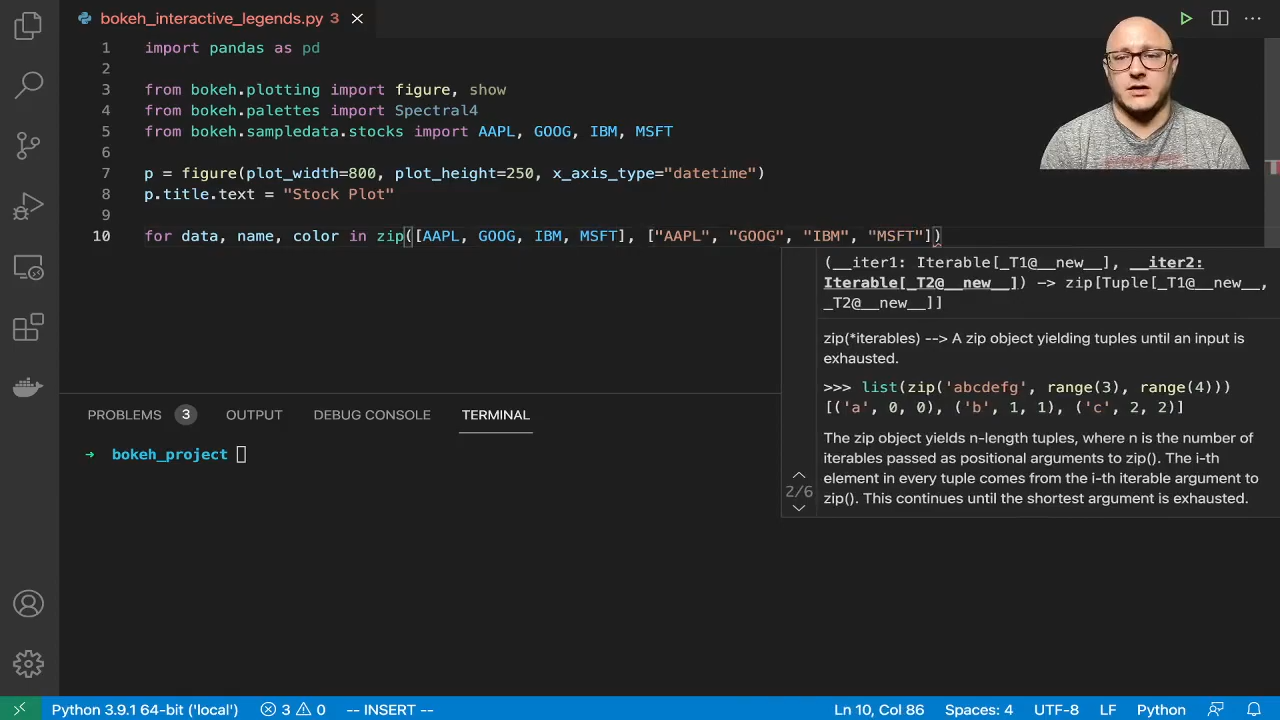 bokeh_interactive_legends.py 3
1 import pandas as pd
2
3 from bokeh.plotting import figure, show
4 from bokeh.palettes import Spectral4
5 from bokeh.sampledata.stocks import AAPL, GOOG, IBM, MSFT
6
7 p = figure(plot_width=800, plot_height=250, x_axis_type="datetime")
8 p.title.text = "Stock Plot"
9
10 for data, name, color in zip([AAPL, GOOG, IBM, MSFT], ["AAPL", "GOOG", "IBM", "MSFT"])
(__iter1: Iterable[_T1@__new__], __iter2:
Iterable[_T2@__new__]) -> zip[Tuple[_T1@__new__,
_T2@__new__]]
zip(*iterables) --> A zip object yielding tuples until an input is
exhausted.
>>> list(zip('abcdefg', range(3), range(4)))
[('a', 0, 0), ('b', 1, 1), ('c', 2, 2)]
The zip object yields n-length tuples, where n is the number of
iterables passed as positional arguments to zip(). The i-th
element in every tuple comes from the i-th iterable argument to
zip(). This continues until the shortest argument is exhausted.
2/6
PROBLEMS 3 OUTPUT DEBUG CONSOLE TERMINAL
→ bokeh_project
Python 3.9.1 64-bit ('local') 3 0 -- INSERT -- Ln 10, Col 86 Spaces: 4 UTF-8 LF Python